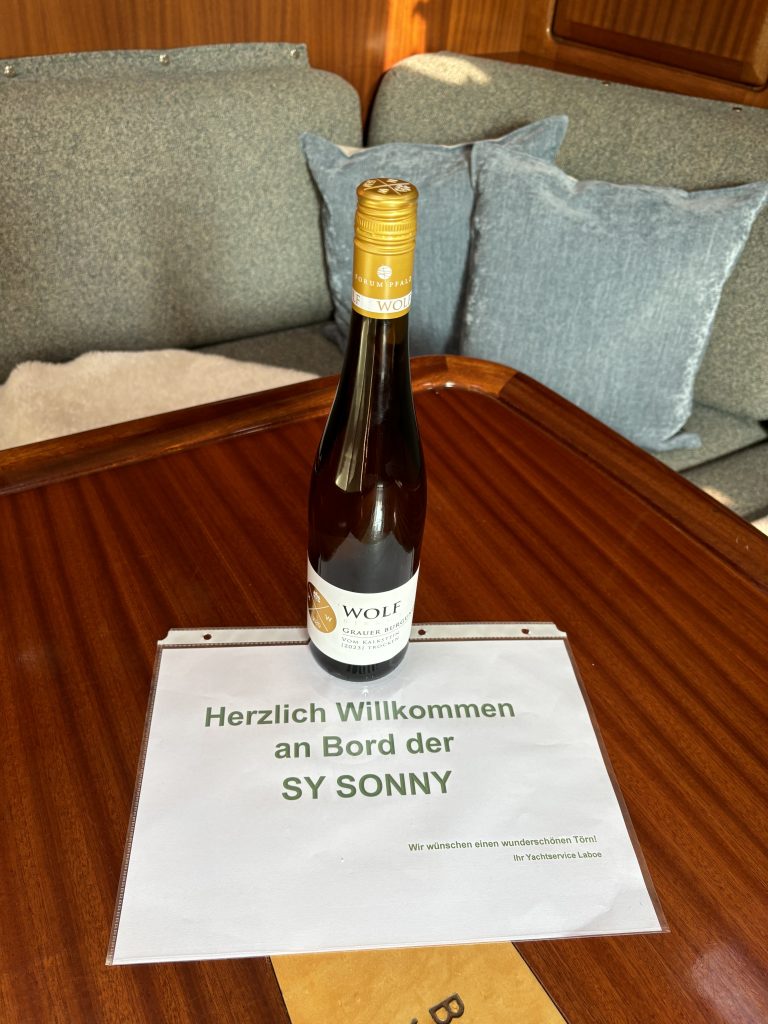 FORUM PFALZ
WOLF
WOLF
GRAUER BURGUN
VOM KALKSTEIN
[2023] TROCKEN
Herzlich Willkommen
an Bord der
SY SONNY
Wir wünschen einen wunderschönen Törn!
Ihr Yachtservice Laboe
B